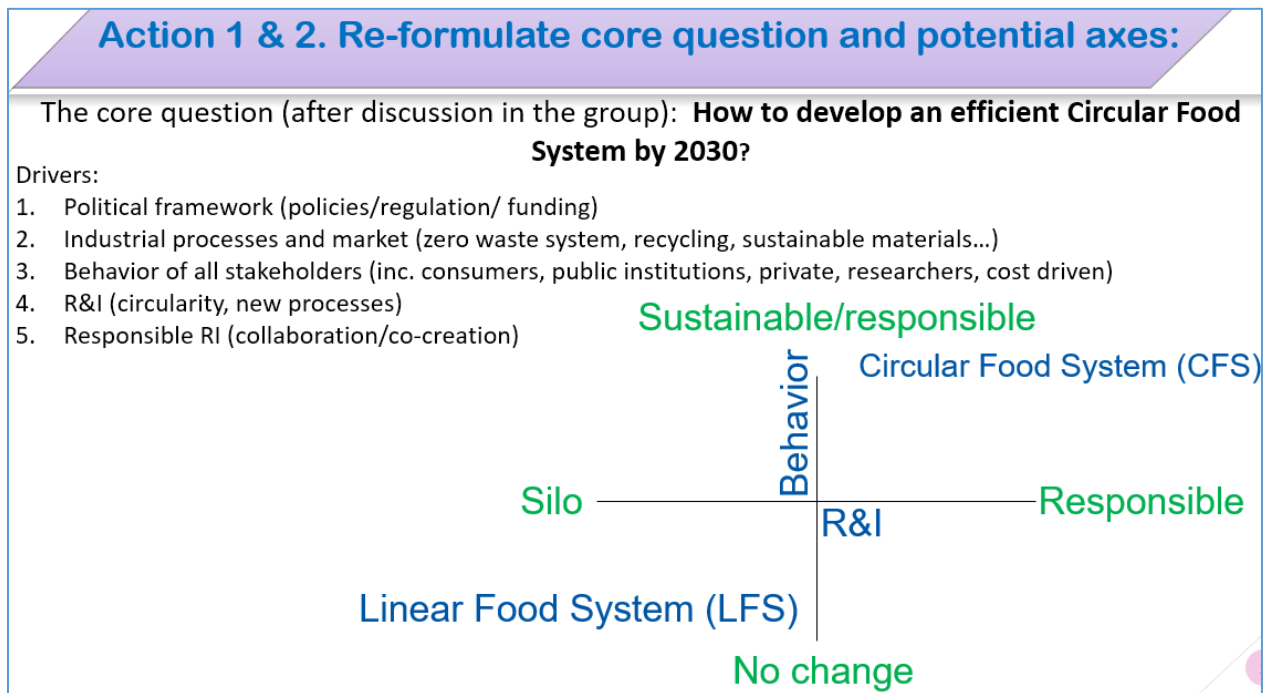 Action 1 & 2. Re-formulate core question and potential axes:
The core question (after discussion in the group): How to develop an efficient Circular Food
System by 2030?
Drivers:
1. Political framework (policies/regulation/ funding)
2. Industrial processes and market (zero waste system, recycling, sustainable materials…)
3. Behavior of all stakeholders (inc. consumers, public institutions, private, researchers, cost driven)
4. R&I (circularity, new processes)
5. Responsible RI (collaboration/co-creation)
Sustainable/responsible
Behavior
Circular Food System (CFS)
Silo
Responsible
R&I
Linear Food System (LFS)
No change